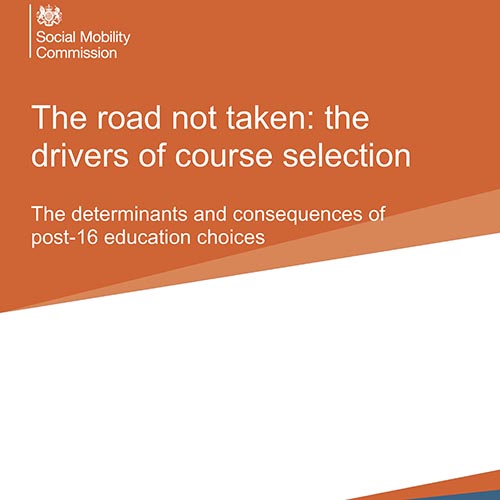 Social Mobility
Commission
The road not taken: the
drivers of course selection
The determinants and consequences of
post-16 education choices